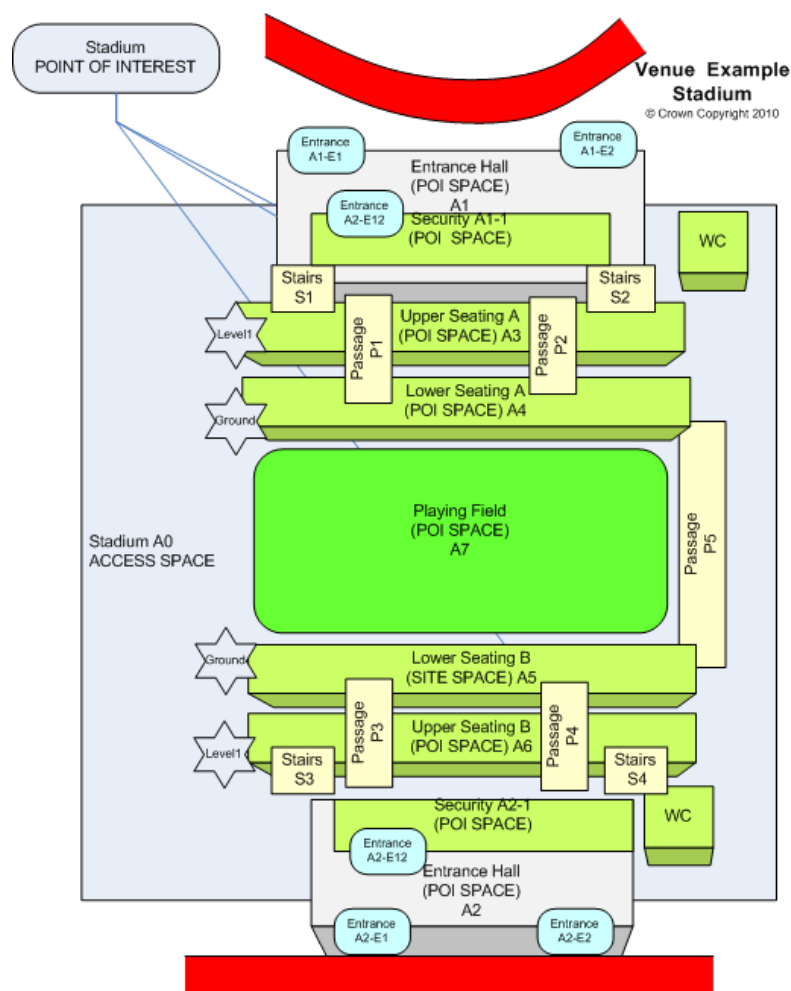 Stadium
POINT OF INTEREST
Venue Example
Stadium
© Crown Copyright 2010
Entrance
A1-E1
Entrance
A1-E2
Entrance Hall
(POI SPACE)
A1
Entrance
A2-E12
Security A1-1
(POI SPACE)
WC
Stairs
S1
Stairs
S2
Level1
Upper Seating A
(POI SPACE) A3
Passage
P1
Passage
P2
Ground
Lower Seating A
(POI SPACE) A4
Playing Field
(POI SPACE)
A7
Stadium A0
ACCESS SPACE
Passage
P5
Ground
Lower Seating B
(SITE SPACE) A5
Passage
P3
Passage
P4
Level1
Upper Seating B
(POI SPACE) A6
Stairs
S3
Stairs
S4
Security A2-1
(POI SPACE)
WC
Entrance
A2-E12
Entrance Hall
(POI SPACE)
A2
Entrance
A2-E1
Entrance
A2-E2